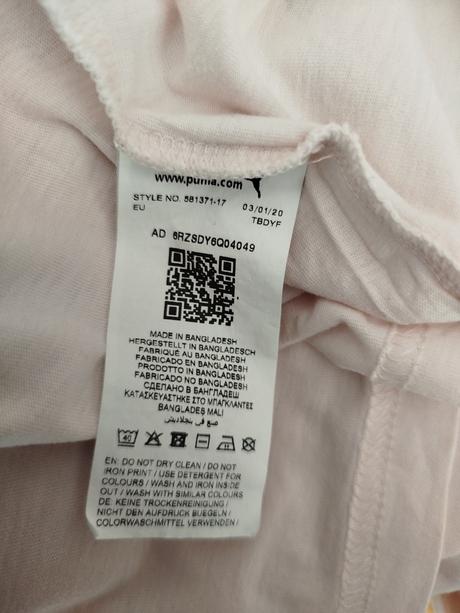 www.puma.com
STYLE NO. 581371-17 03/01/20
EU TBDYF
AD 6RZSDY6Q04049
MADE IN BANGLADESH
HERGESTELLT IN BANGLADESCH
FABRIQUÉ AU BANGLADESH
FABRICADO EN BANGLADESH
PRODOTTO IN BANGLADESH
FABRICADO NO BANGLADESH
СДЕЛАНО В БАНГЛАДЕШ
ΚΑΤΑΣΚΕΥΑΣΤΗΚΕ ΣΤΟ ΜΠΑΓΚΛΑΝΤΕΣ
BANGLADEŞ MALI
صنع في بنجلاديش
40
EN: DO NOT DRY CLEAN / DO NOT
IRON PRINT / USE DETERGENT FOR
COLOURS / WASH AND IRON INSIDE
OUT / WASH WITH SIMILAR COLOURS
DE: KEINE TROCKENREINIGUNG /
NICHT DEN AUFDRUCK BUEGELN /
COLORWASCHMITTEL VERWENDEN /